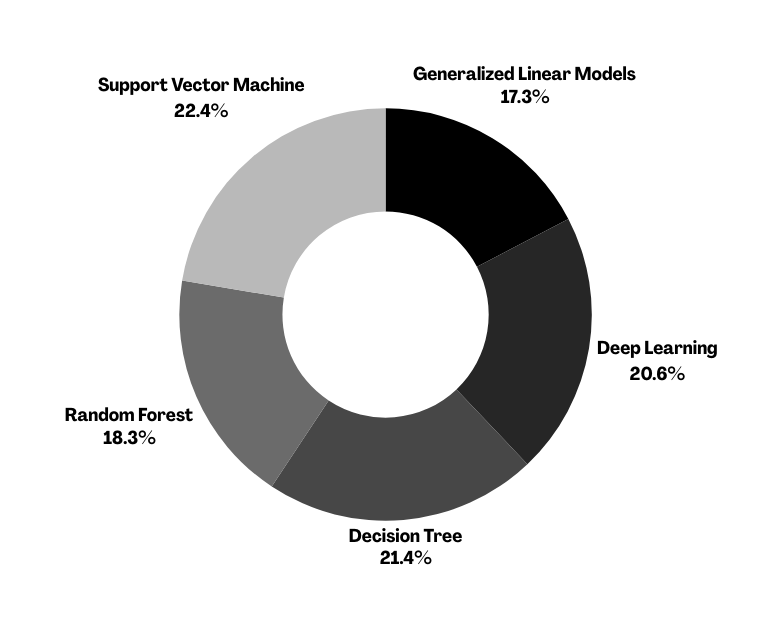 Support Vector Machine
22.4%
Generalized Linear Models
17.3%
Deep Learning
20.6%
Random Forest
18.3%
Decision Tree
21.4%